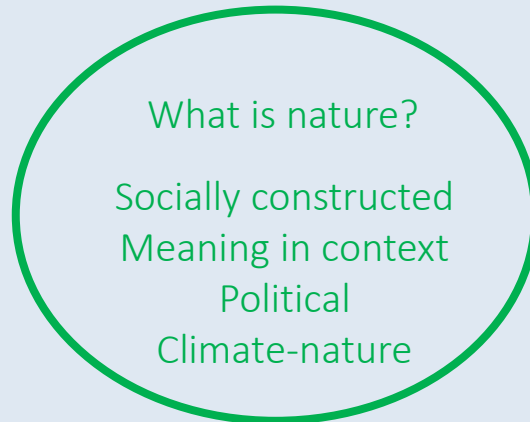 What is nature?
Socially constructed
Meaning in context
Political
Climate-nature